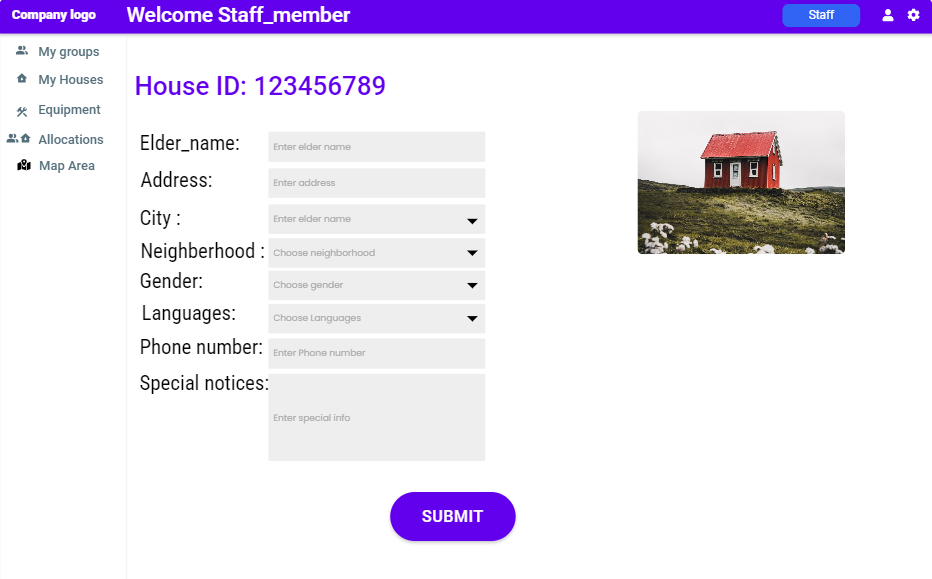 Company logo Welcome Staff_member Staff
My groups
My Houses
Equipment
Allocations
Map Area
House ID: 123456789
Elder_name: Enter elder name
Address: Enter address
City : Enter elder name
Neighberhood : Choose neighborhood
Gender: Choose gender
Languages: Choose Languages
Phone number: Enter Phone number
Special notices: Enter special info
SUBMIT